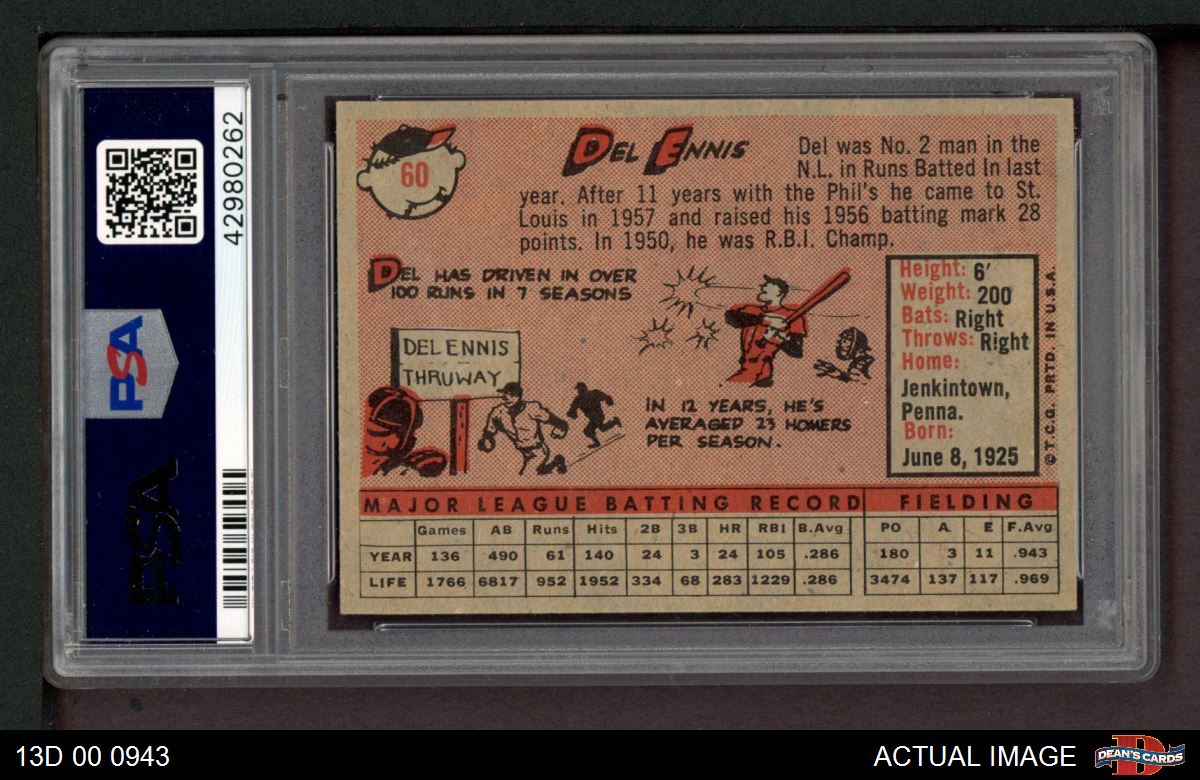 PSA
42980262
PSA
60
DEL ENNIS
Del was No. 2 man in the
N.L. in Runs Batted In last
year. After 11 years with the Phil's he came to St.
Louis in 1957 and raised his 1956 batting mark 28
points. In 1950, he was R.B.I. Champ.
DEL HAS DRIVEN IN OVER
100 RUNS IN 7 SEASONS
DEL ENNIS
THRUWAY
IN 12 YEARS, HE'S
AVERAGED 23 HOMERS
PER SEASON.
Height: 6'
Weight: 200
Bats: Right
Throws: Right
Home:
Jenkintown,
Penna.
Born:
June 8, 1925
© T.C.G. PRTD. IN U.S.A.
MAJOR LEAGUE BATTING RECORD FIELDING
Games AB Runs Hits 2B 3B HR RBI B.Avg PO A. E F.Avg
YEAR 136 490 61 140 24 3 24 105 .286 180 3 11 .943
LIFE 1766 6817 952 1952 334 68 283 1229 .286 3474 137 117 .969
13D 00 0943
ACTUAL IMAGE
D
DEAN'S CARDS